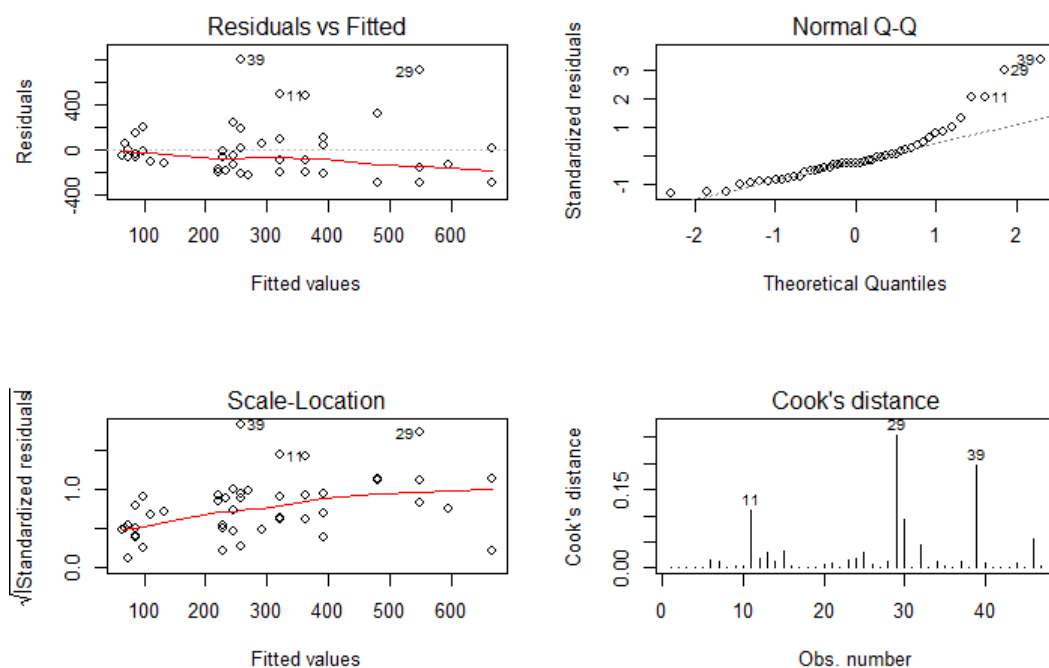 Residuals vs Fitted
Residuals
-400 0 400
39
29
11
100 200 300 400 500 600
Fitted values
Normal Q-Q
Standardized residuals
-1 1 2 3
39
29
11
-2 -1 0 1 2
Theoretical Quantiles
Scale-Location
√|Standardized residuals|
0.0 1.0
39
29
11
100 200 300 400 500 600
Fitted values
Cook's distance
Cook's distance
0.00 0.15
29
39
11
0 10 20 30 40
Obs. number